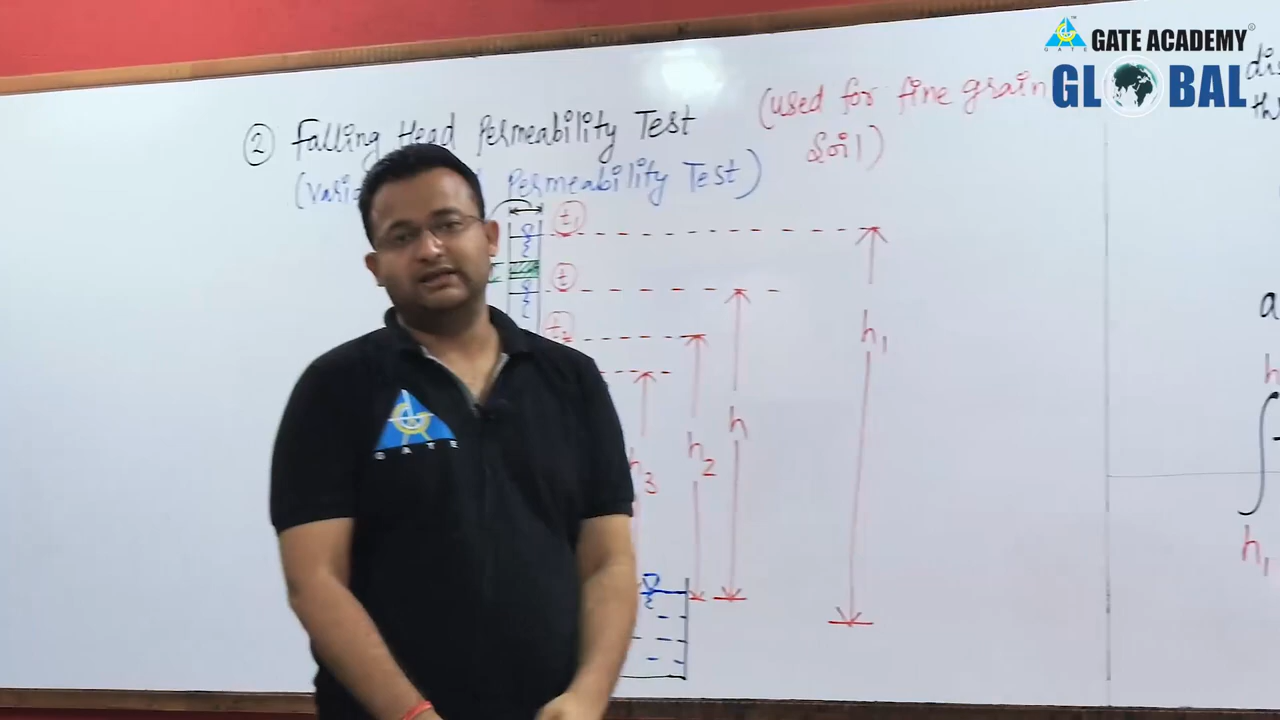 GATE ACADEMY
GLOBAL
② Falling Head Permeability Test
(used for fine grain
soil)
Permeability Test)
t₁
t
t₂
h₁
h
h₂
h₃
GATE
h₁